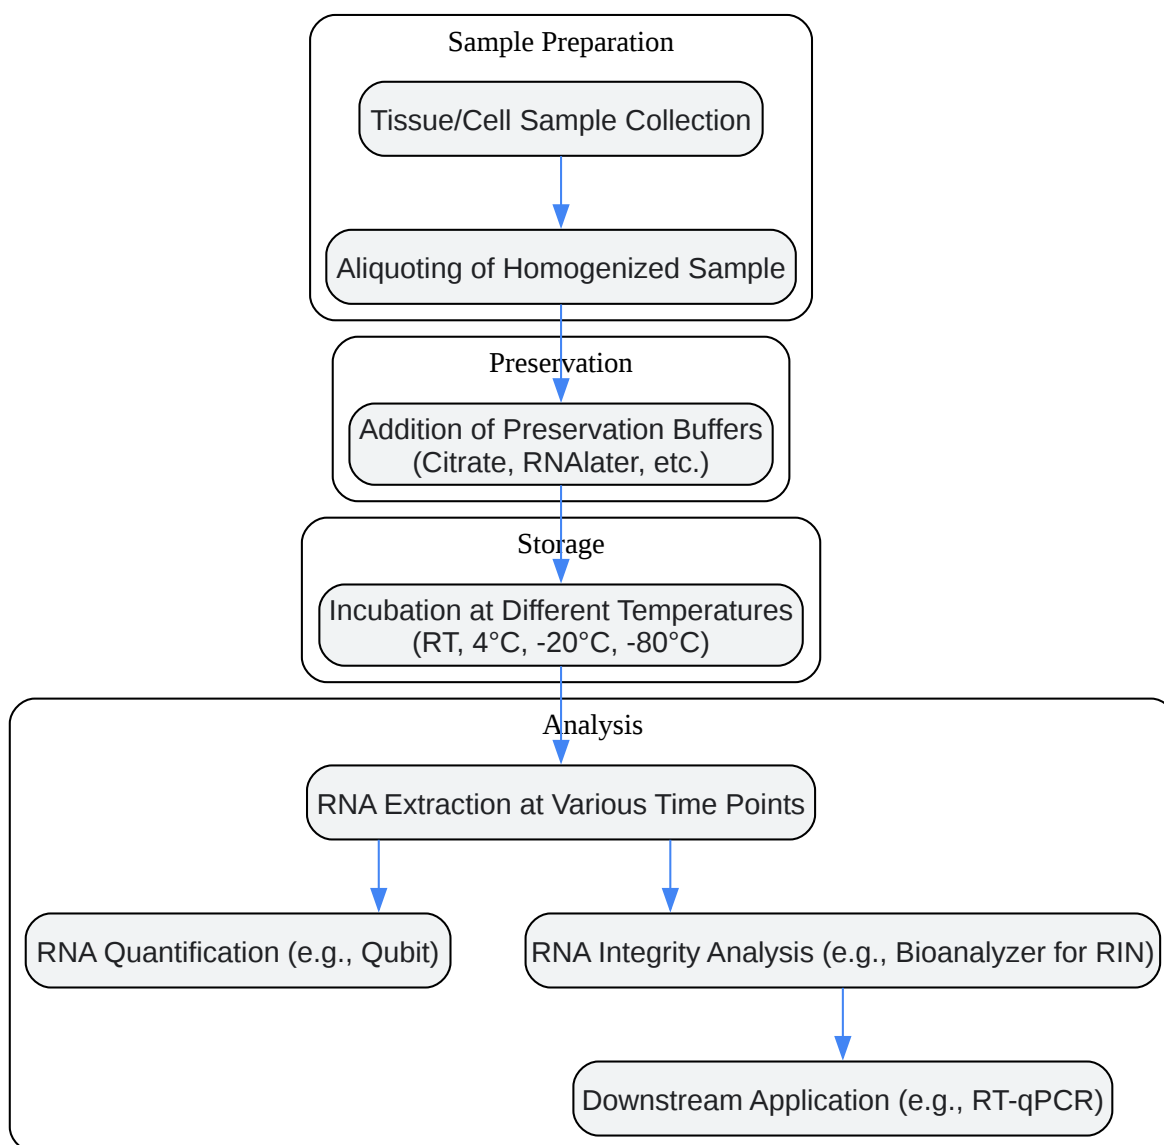 Sample Preparation
Tissue/Cell Sample Collection
Aliquoting of Homogenized Sample
Preservation
Addition of Preservation Buffers
(Citrate, RNAlater, etc.)
Storage
Incubation at Different Temperatures
(RT, 4°C, -20°C, -80°C)
Analysis
RNA Extraction at Various Time Points
RNA Quantification (e.g., Qubit)
RNA Integrity Analysis (e.g., Bioanalyzer for RIN)
Downstream Application (e.g., RT-qPCR)